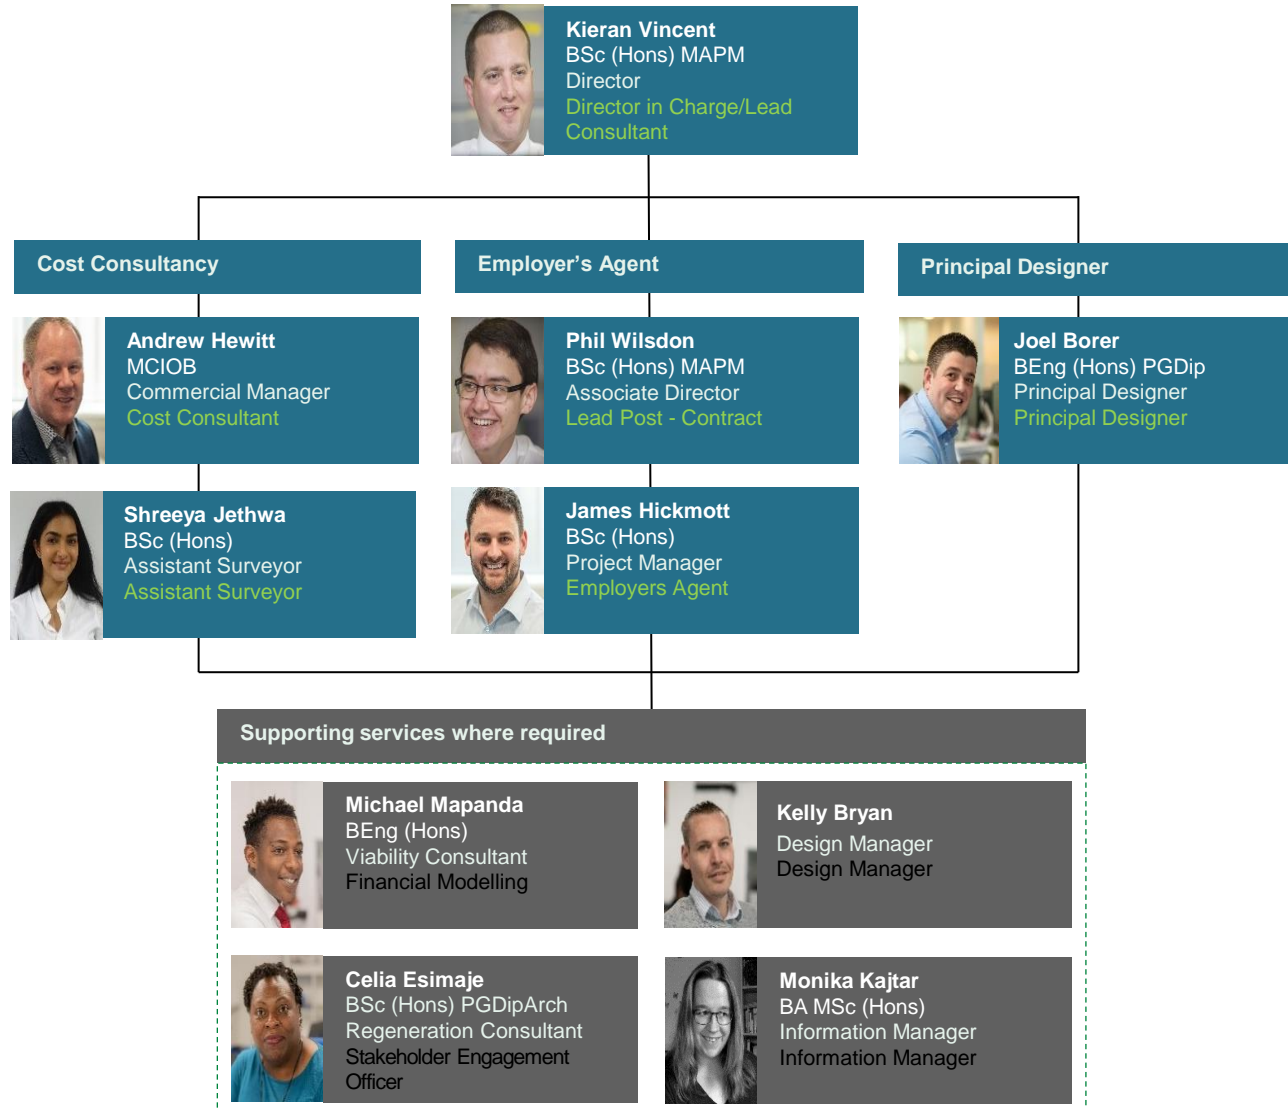 Kieran Vincent
BSc (Hons) MAPM
Director
Director in Charge/Lead
Consultant
Cost Consultancy
Employer’s Agent
Principal Designer
Andrew Hewitt
MCIOB
Commercial Manager
Cost Consultant
Phil Wilsdon
BSc (Hons) MAPM
Associate Director
Lead Post - Contract
Joel Borer
BEng (Hons) PGDip
Principal Designer
Principal Designer
Shreeya Jethwa
BSc (Hons)
Assistant Surveyor
Assistant Surveyor
James Hickmott
BSc (Hons)
Project Manager
Employers Agent
Supporting services where required
Michael Mapanda
BEng (Hons)
Viability Consultant
Financial Modelling
Kelly Bryan
Design Manager
Design Manager
Celia Esimaje
BSc (Hons) PGDipArch
Regeneration Consultant
Stakeholder Engagement
Officer
Monika Kajtar
BA MSc (Hons)
Information Manager
Information Manager